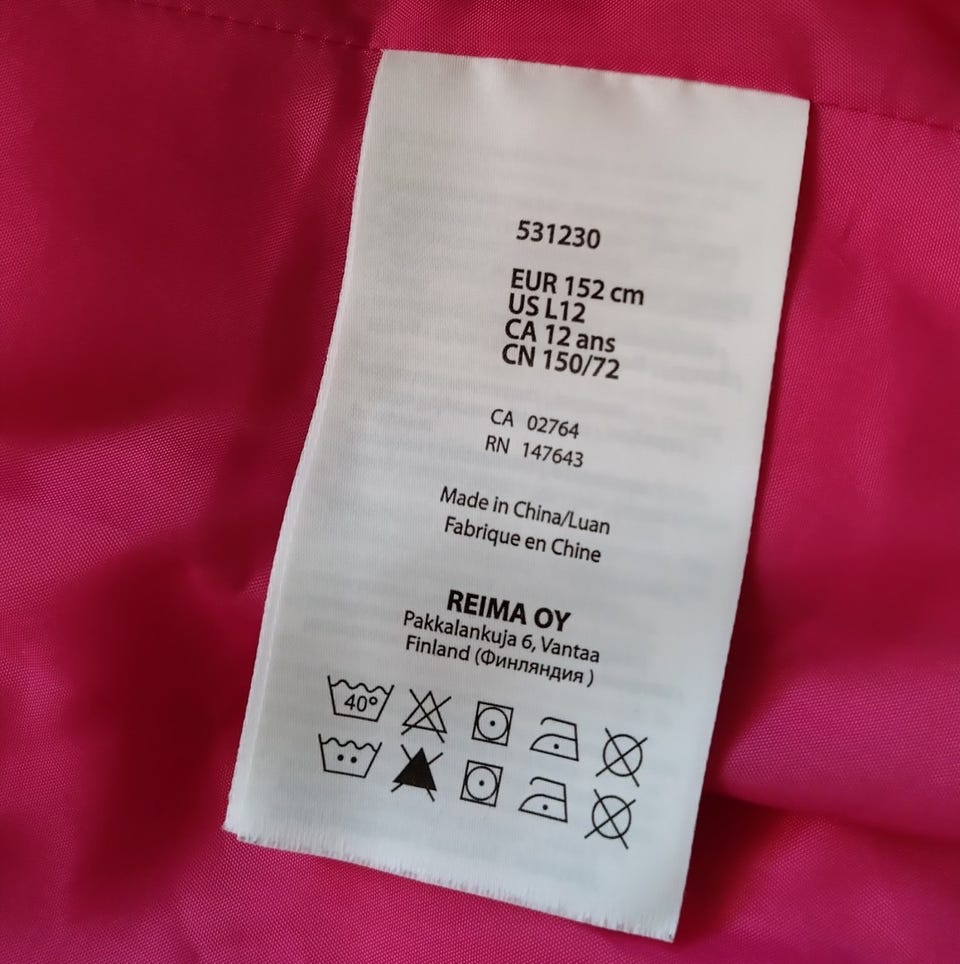 531230
EUR 152 cm
US L12
CA 12 ans
CN 150/72
CA 02764
RN 147643
Made in China/Luan
Fabrique en Chine
REIMA OY
Pakkalankuja 6, Vantaa
Finland (Финляндия )
40°